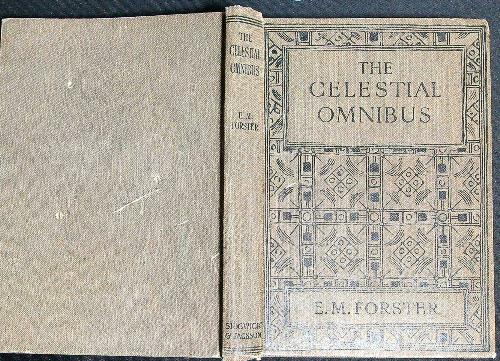 THE
CELESTIAL
OMNIBUS
E. M.
FORSTER
SIDGWICK
& JACKSON
THE
CELESTIAL
OMNIBUS
E. M. FORSTER